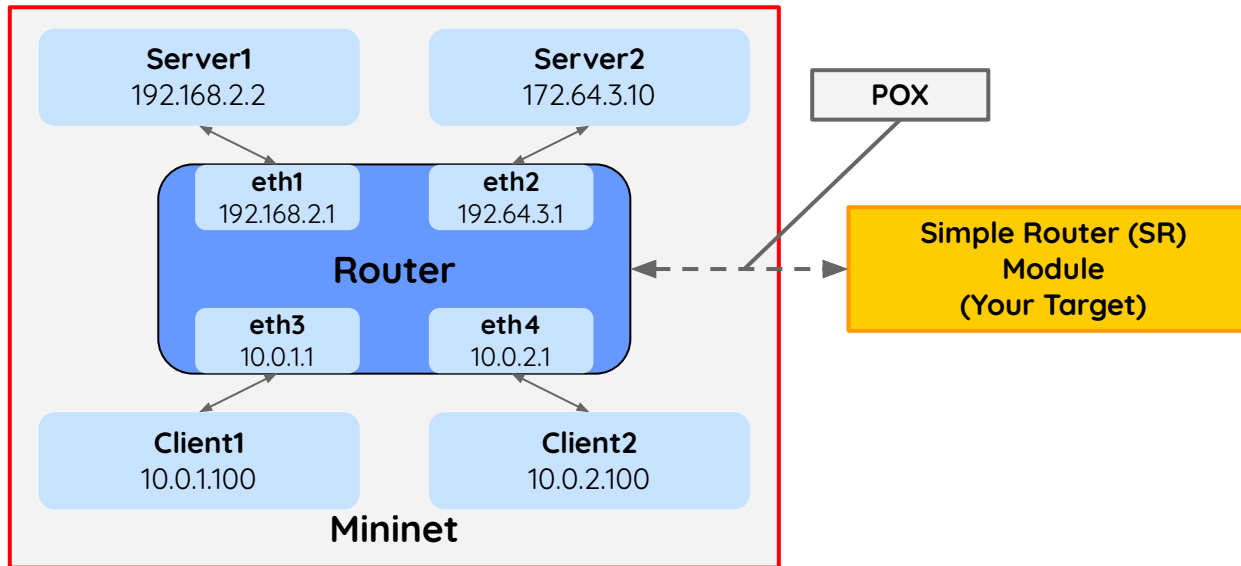 Server1
192.168.2.2
Server2
172.64.3.10
POX
eth1
192.168.2.1
eth2
192.64.3.1
Router
Simple Router (SR)
Module
(Your Target)
eth3
10.0.1.1
eth4
10.0.2.1
Client1
10.0.1.100
Client2
10.0.2.100
Mininet